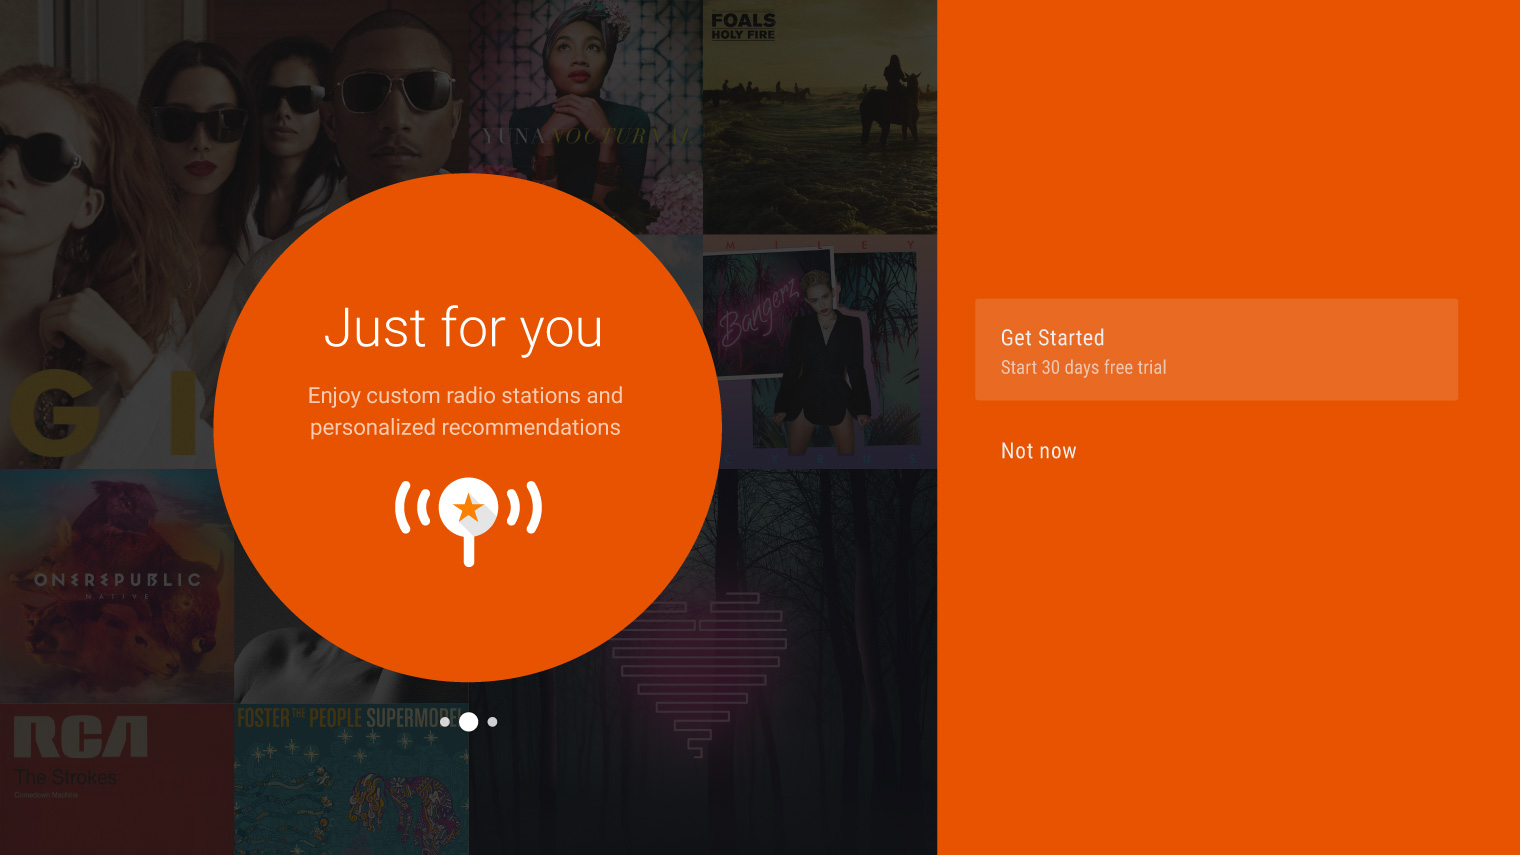 FOALS
HOLY FIRE
YUNA NOCTURNAL
MILEY
Bangerz
G I
Just for you
Enjoy custom radio stations and
personalized recommendations
Get Started
Start 30 days free trial
Not now
ONEREPUBLIC
NATIVE
RCA
The Strokes
Comedown Machine
FOSTER THE PEOPLE SUPERMODEL